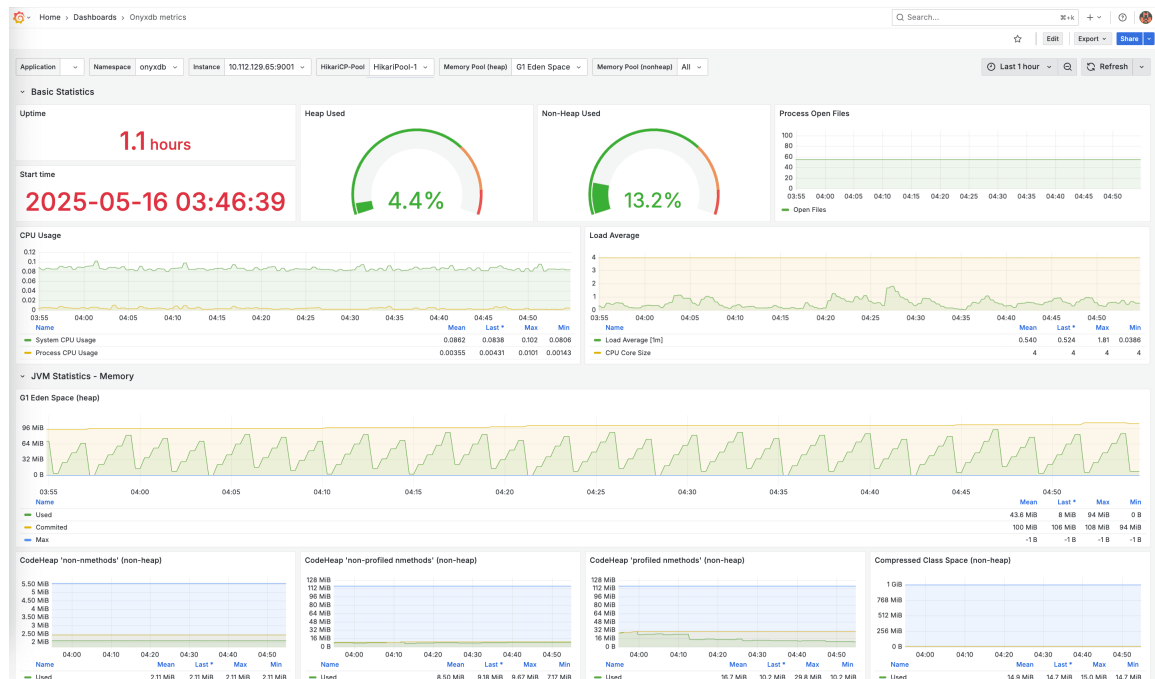 Home › Dashboards › Onyxdb metrics
Search... ⌘+k
Edit Export Share
Application Namespace onyxdb Instance 10.112.129.65:9001 HikariCP-Pool HikariPool-1 Memory Pool (heap) G1 Eden Space Memory Pool (nonheap) All Last 1 hour Refresh
Basic Statistics
Uptime
1.1 hours
Start time
2025-05-16 03:46:39
Heap Used
4.4%
Non-Heap Used
13.2%
Process Open Files
100
80
60
40
20
0
03:55 04:00 04:05 04:10 04:15 04:20 04:25 04:30 04:35 04:40 04:45 04:50
Open Files
CPU Usage
0.12
0.1
0.08
0.06
0.04
0.02
0
03:55 04:00 04:05 04:10 04:15 04:20 04:25 04:30 04:35 04:40 04:45 04:50
Name Mean Last * Max Min
System CPU Usage 0.0862 0.0838 0.102 0.0806
Process CPU Usage 0.00355 0.00431 0.0101 0.00143
Load Average
4
3
2
1
0
03:55 04:00 04:05 04:10 04:15 04:20 04:25 04:30 04:35 04:40 04:45 04:50
Name Mean Last * Max Min
Load Average [1m] 0.540 0.524 1.81 0.0386
CPU Core Size 4 4 4 4
JVM Statistics - Memory
G1 Eden Space (heap)
96 MiB
64 MiB
32 MiB
0 B
03:55 04:00 04:05 04:10 04:15 04:20 04:25 04:30 04:35 04:40 04:45 04:50
Name Mean Last * Max Min
Used 43.6 MiB 8 MiB 94 MiB 0 B
Commited 100 MiB 106 MiB 108 MiB 94 MiB
Max -1 B -1 B -1 B -1 B
CodeHeap 'non-nmethods' (non-heap)
5.50 MiB
5 MiB
4.50 MiB
4 MiB
3.50 MiB
3 MiB
2.50 MiB
2 MiB
04:00 04:10 04:20 04:30 04:40 04:50
Name Mean Last * Max Min
Used 2.11 MiB 2.11 MiB 2.11 MiB 2.11 MiB
CodeHeap 'non-profiled nmethods' (non-heap)
128 MiB
112 MiB
96 MiB
80 MiB
64 MiB
48 MiB
32 MiB
16 MiB
0 B
04:00 04:10 04:20 04:30 04:40 04:50
Name Mean Last * Max Min
Used 8.50 MiB 9.18 MiB 9.67 MiB 7.17 MiB
CodeHeap 'profiled nmethods' (non-heap)
128 MiB
112 MiB
96 MiB
80 MiB
64 MiB
48 MiB
32 MiB
16 MiB
0 B
04:00 04:10 04:20 04:30 04:40 04:50
Name Mean Last * Max Min
Used 16.7 MiB 10.2 MiB 29.8 MiB 10.2 MiB
Compressed Class Space (non-heap)
1 GiB
768 MiB
512 MiB
256 MiB
0 B
04:00 04:10 04:20 04:30 04:40 04:50
Name Mean Last * Max Min
Used 14.9 MiB 14.7 MiB 15.0 MiB 14.7 MiB